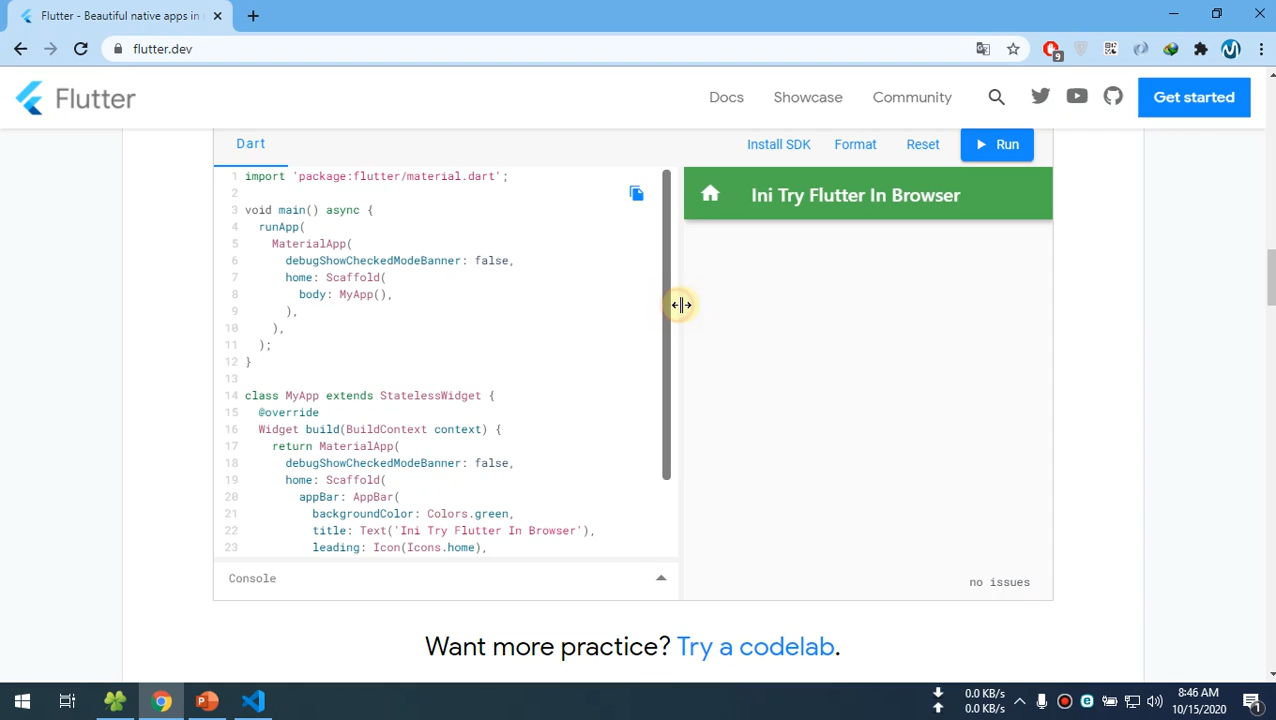 Flutter - Beautiful native apps in r
flutter.dev
9
Flutter
Docs
Showcase
Community
Get started
Dart
Install SDK
Format
Reset
Run
1 import 'package:flutter/material.dart';
2
3 void main() async {
4 runApp(
5 MaterialApp(
6 debugShowCheckedModeBanner: false,
7 home: Scaffold(
8 body: MyApp(),
9 ),
10 ),
11 );
12 }
13
14 class MyApp extends StatelessWidget {
15 @override
16 Widget build(BuildContext context) {
17 return MaterialApp(
18 debugShowCheckedModeBanner: false,
19 home: Scaffold(
20 appBar: AppBar(
21 backgroundColor: Colors.green,
22 title: Text('Ini Try Flutter In Browser'),
23 leading: Icon(Icons.home),
Ini Try Flutter In Browser
Console
no issues
Want more practice? Try a codelab.
0.0 KB/s
0.0 KB/s
8:46 AM
10/15/2020
1